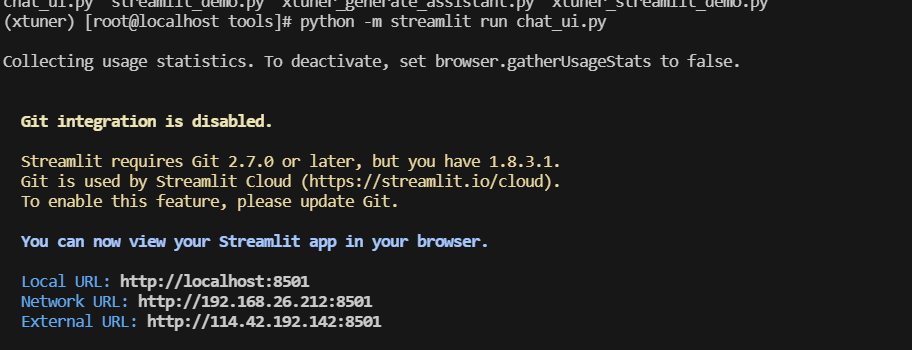 chat_ui.py  streamlit_demo.py  xtuner_generate_assistant.py  xtuner_streamlit_demo.py
(xtuner) [root@localhost tools]# python -m streamlit run chat_ui.py
Collecting usage statistics. To deactivate, set browser.gatherUsageStats to false.
Git integration is disabled.
Streamlit requires Git 2.7.0 or later, but you have 1.8.3.1.
Git is used by Streamlit Cloud (https://streamlit.io/cloud).
To enable this feature, please update Git.
You can now view your Streamlit app in your browser.
Local URL: http://localhost:8501
Network URL: http://192.168.26.212:8501
External URL: http://114.42.192.142:8501